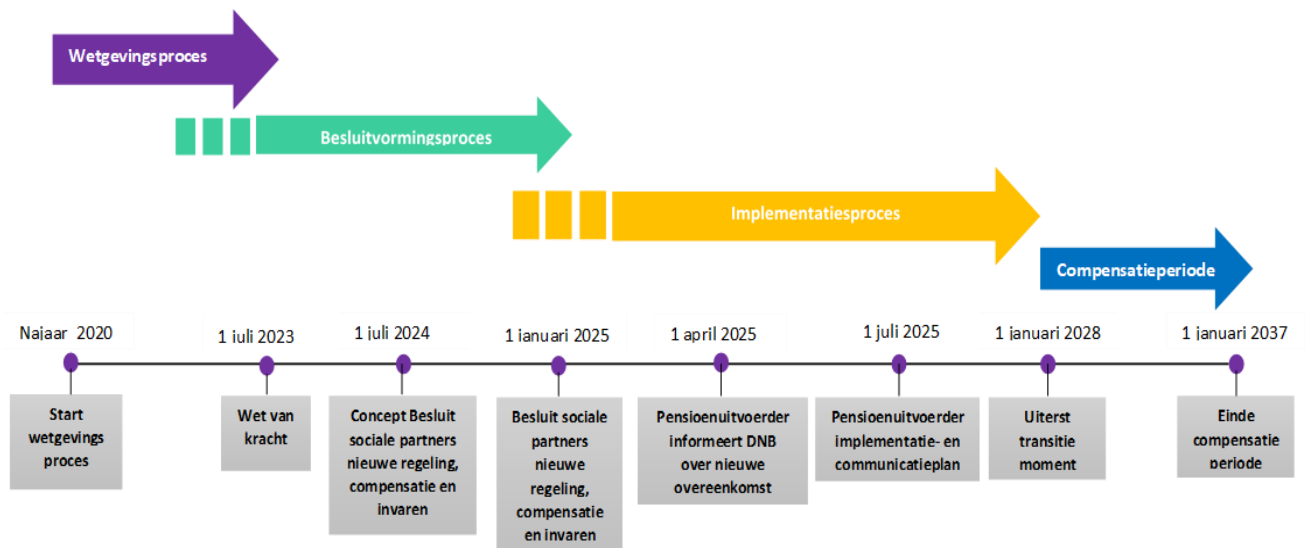 Wetgevingsproces
Besluitvormingsproces
Implementatiesproces
Compensatieperiode
Najaar 2020
1 juli 2023
1 juli 2024
1 januari 2025
1 april 2025
1 juli 2025
1 januari 2028
1 januari 2037
Start
wetgevings
proces
Wet van
kracht
Concept Besluit
sociale partners
nieuwe regeling,
compensatie en
invaren
Besluit sociale
partners
nieuwe
regeling,
compensatie
en invaren
Pensioenuitvoerder
informeert DNB
over nieuwe
overeenkomst
Pensioenuitvoerder
implementatie- en
communicatieplan
Uiterst
transitie
moment
Einde
compensatie
periode